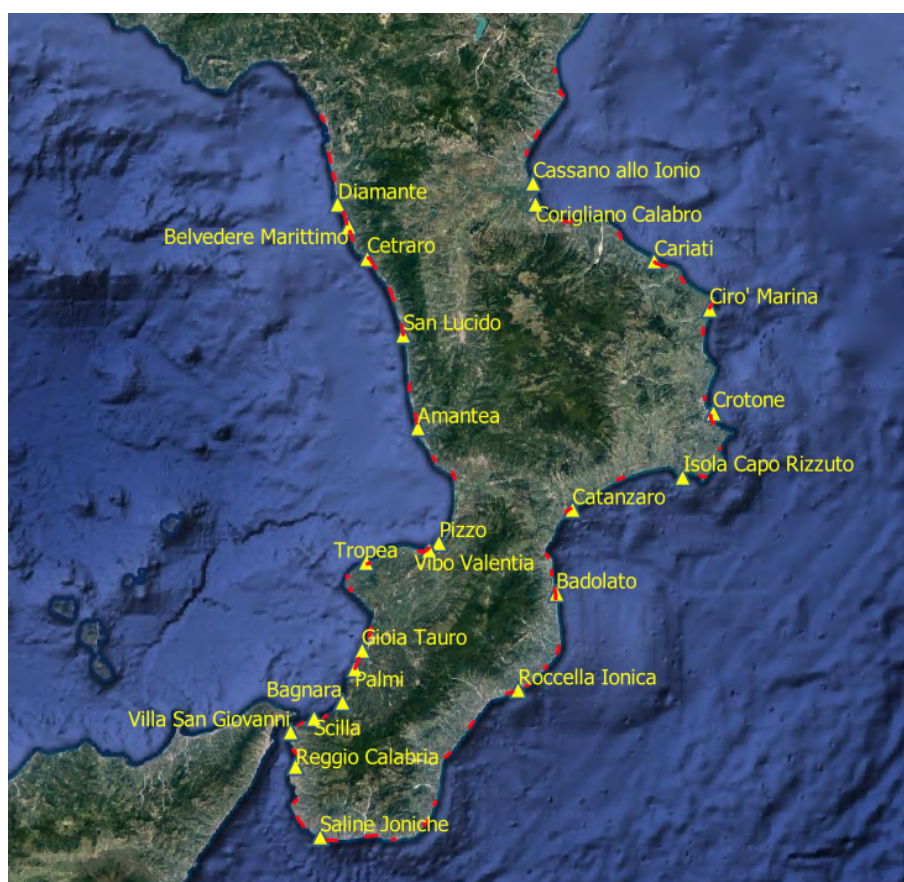 Cassano allo Ionio
Diamante
Corigliano Calabro
Belvedere Marittimo
Cetraro
Cariati
Ciro' Marina
San Lucido
Crotone
Amantea
Isola Capo Rizzuto
Catanzaro
Pizzo
Tropea
Vibo Valentia
Badolato
Gioia Tauro
Palmi
Roccella Ionica
Bagnara
Villa San Giovanni
Scilla
Reggio Calabria
Saline Joniche